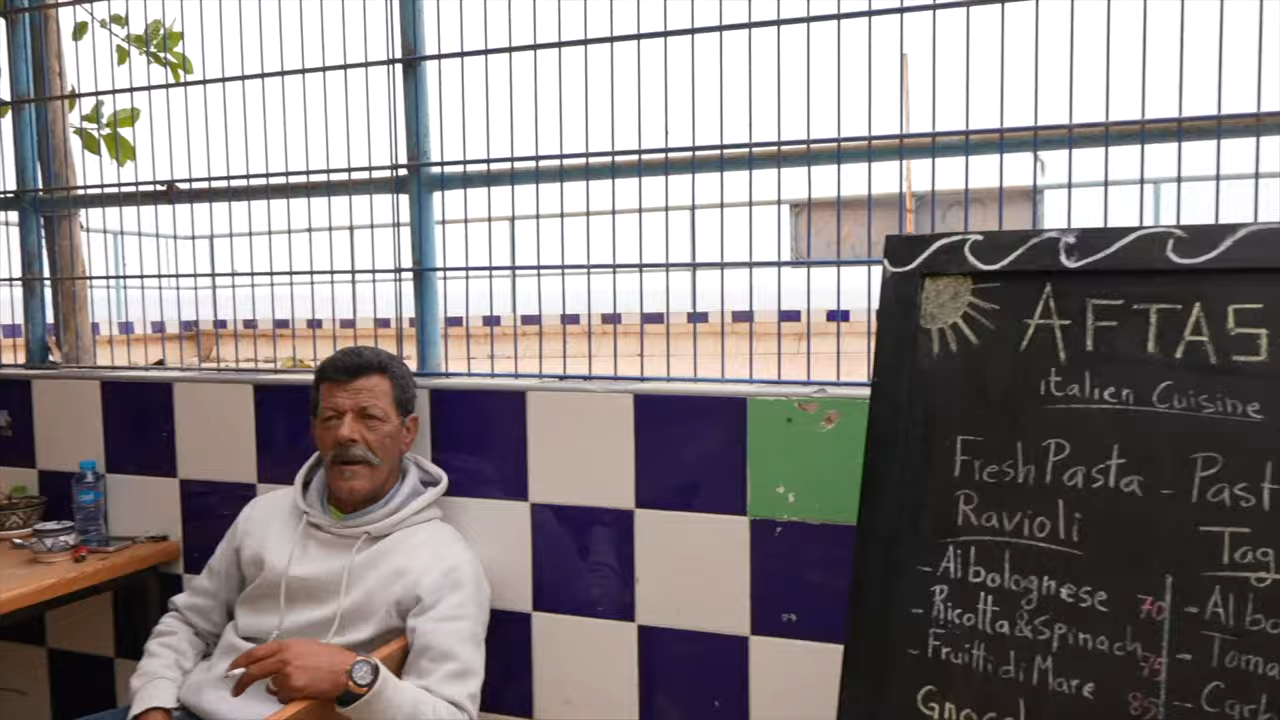 AFTAS
italien Cuisine
Fresh Pasta - Past
Ravioli
Tag
- Al bolognese 70
- Al bo
- Ricotta & Spinach 75
- Toma
- Fruitti di Mare 85
- Carb
Gnocc